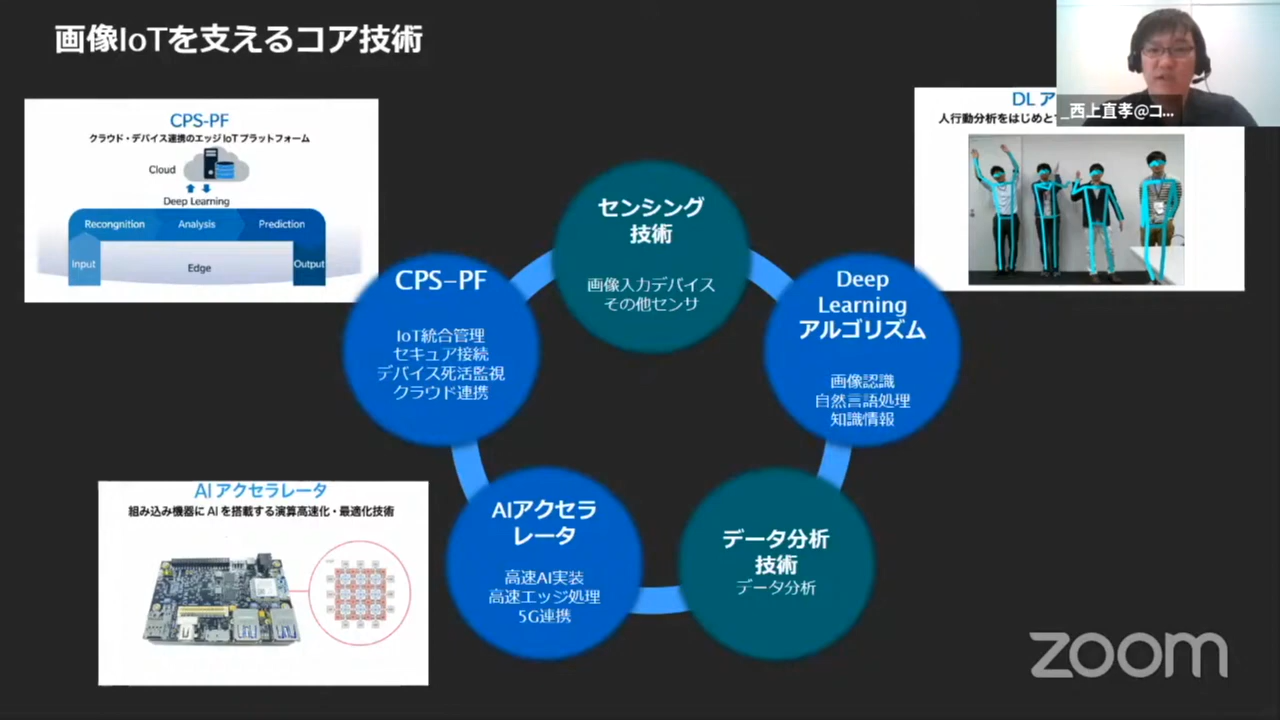 画像IoTを支えるコア技術
_西上直孝@コ...
CPS-PF
クラウド・デバイス連携のエッジIoTプラットフォーム
Cloud
Deep Learning
Recongnition
Analysis
Prediction
Input
Edge
Output
DL ア
人行動分析をはじめと
センシング
技術
画像入力デバイス
その他センサ
CPS-PF
IoT統合管理
セキュア接続
デバイス死活監視
クラウド連携
Deep
Learning
アルゴリズム
画像認識
自然言語処理
知識情報
AIアクセラレータ
組み込み機器にAIを搭載する演算高速化・最適化技術
AIアクセラ
レータ
高速AI実装
高速エッジ処理
5G連携
データ分析
技術
データ分析
zoom